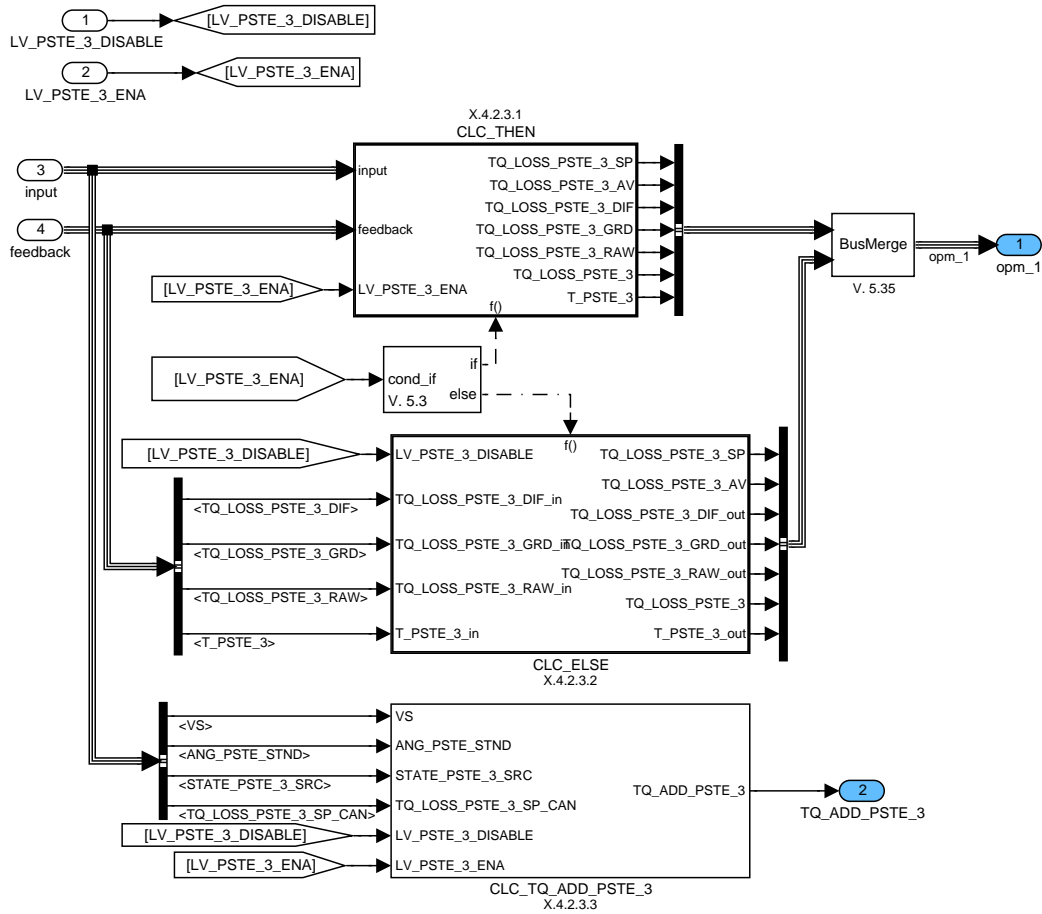 1
[LV_PSTE_3_DISABLE]
LV_PSTE_3_DISABLE
2
[LV_PSTE_3_ENA]
LV_PSTE_3_ENA
X.4.2.3.1
CLC_THEN
3
input
4
feedback
input
feedback
[LV_PSTE_3_ENA]
LV_PSTE_3_ENA
f()
TQ_LOSS_PSTE_3_SP
TQ_LOSS_PSTE_3_AV
TQ_LOSS_PSTE_3_DIF
TQ_LOSS_PSTE_3_GRD
TQ_LOSS_PSTE_3_RAW
TQ_LOSS_PSTE_3
T_PSTE_3
BusMerge
V. 5.35
opm_1
1
opm_1
[LV_PSTE_3_ENA]
cond_if
V. 5.3
if
else
[LV_PSTE_3_DISABLE]
LV_PSTE_3_DISABLE
f()
<TQ_LOSS_PSTE_3_DIF>
TQ_LOSS_PSTE_3_DIF_in
<TQ_LOSS_PSTE_3_GRD>
TQ_LOSS_PSTE_3_GRD_in
<TQ_LOSS_PSTE_3_RAW>
TQ_LOSS_PSTE_3_RAW_in
<T_PSTE_3>
T_PSTE_3_in
TQ_LOSS_PSTE_3_SP
TQ_LOSS_PSTE_3_AV
TQ_LOSS_PSTE_3_DIF_out
TQ_LOSS_PSTE_3_GRD_out
TQ_LOSS_PSTE_3_RAW_out
TQ_LOSS_PSTE_3
T_PSTE_3_out
CLC_ELSE
X.4.2.3.2
<VS>
VS
<ANG_PSTE_STND>
ANG_PSTE_STND
<STATE_PSTE_3_SRC>
STATE_PSTE_3_SRC
<TQ_LOSS_PSTE_3_SP_CAN>
TQ_LOSS_PSTE_3_SP_CAN
[LV_PSTE_3_DISABLE]
LV_PSTE_3_DISABLE
[LV_PSTE_3_ENA]
LV_PSTE_3_ENA
TQ_ADD_PSTE_3
2
TQ_ADD_PSTE_3
CLC_TQ_ADD_PSTE_3
X.4.2.3.3